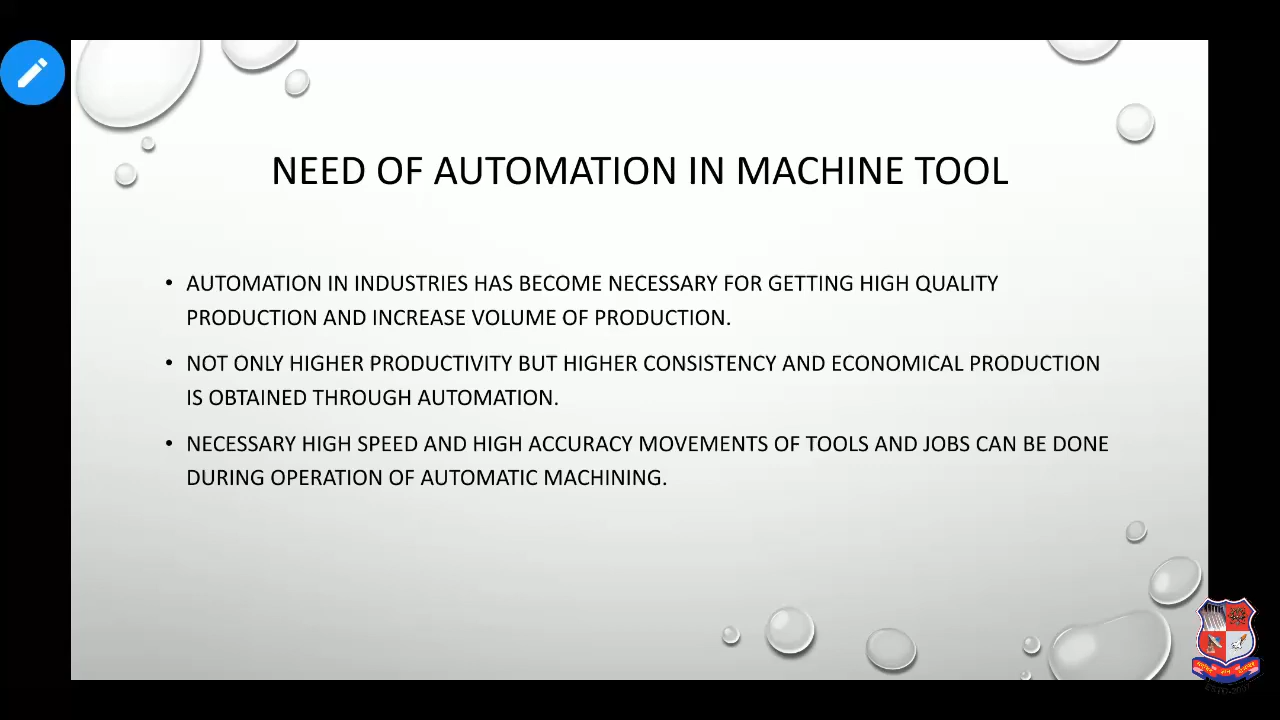 NEED OF AUTOMATION IN MACHINE TOOL
• AUTOMATION IN INDUSTRIES HAS BECOME NECESSARY FOR GETTING HIGH QUALITY
PRODUCTION AND INCREASE VOLUME OF PRODUCTION.
• NOT ONLY HIGHER PRODUCTIVITY BUT HIGHER CONSISTENCY AND ECONOMICAL PRODUCTION
IS OBTAINED THROUGH AUTOMATION.
• NECESSARY HIGH SPEED AND HIGH ACCURACY MOVEMENTS OF TOOLS AND JOBS CAN BE DONE
DURING OPERATION OF AUTOMATIC MACHINING.